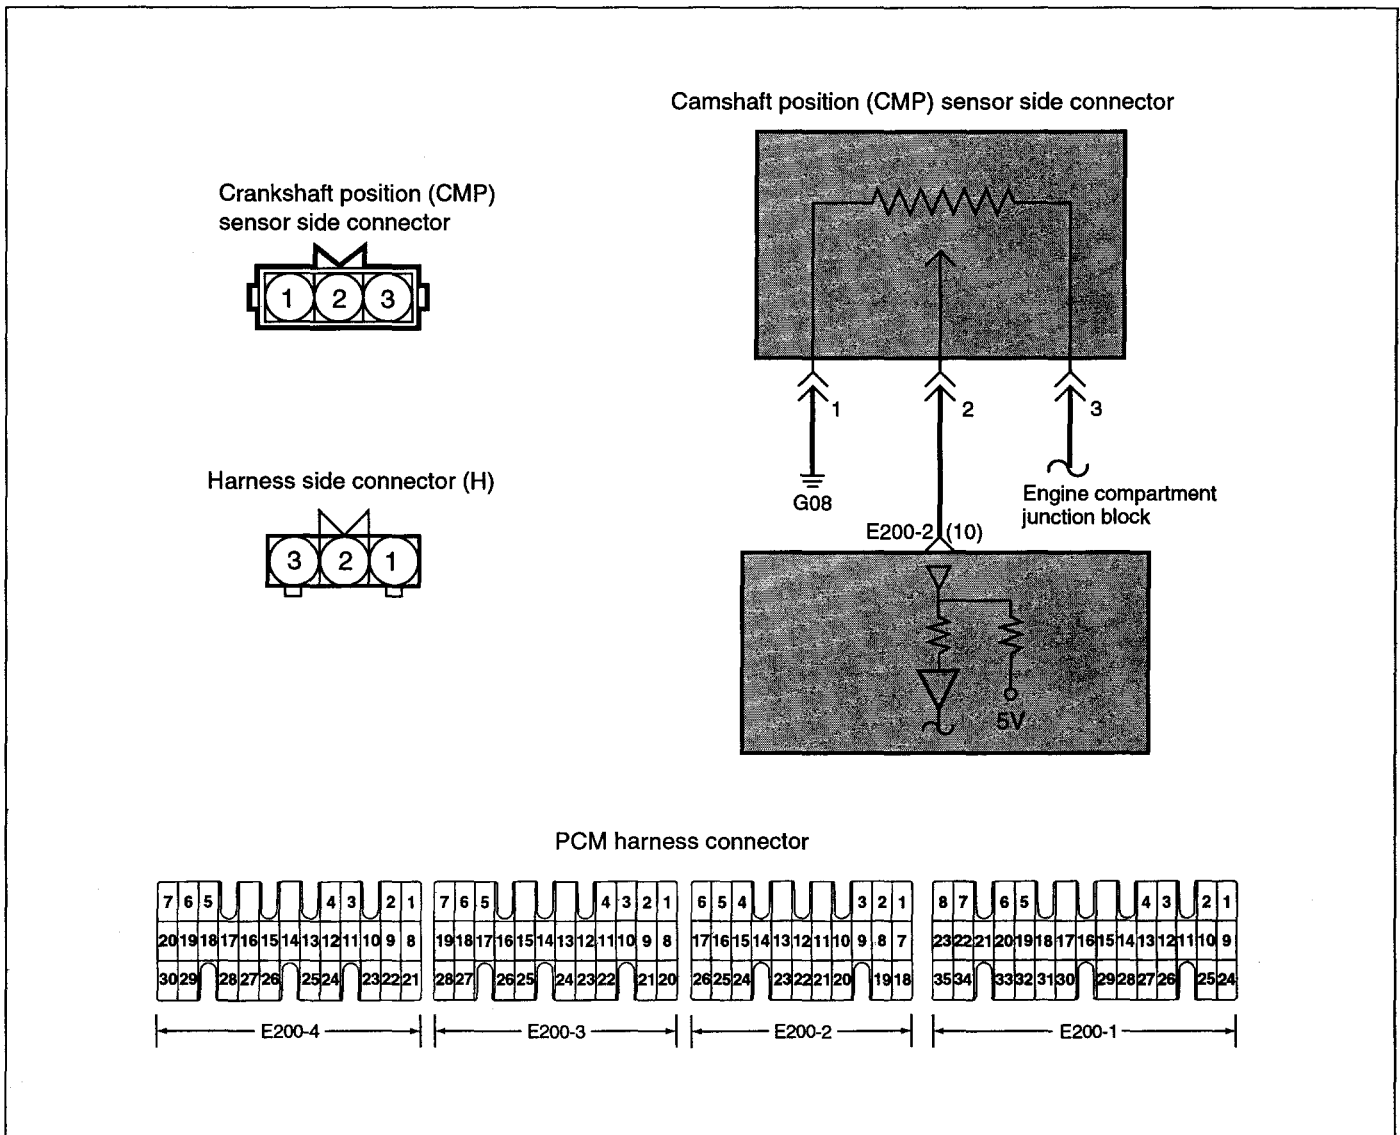 Camshaft position (CMP) sensor side connector
Crankshaft position (CMP)
sensor side connector
1 2 3
1 2 3
G08
Engine compartment
junction block
Harness side connector (H)
3 2 1
E200-2 (10)
5V
PCM harness connector
7 6 5 4 3 2 1
20 19 18 17 16 15 14 13 12 11 10 9 8
30 29 28 27 26 25 24 23 22 21
E200-4
7 6 5 4 3 2 1
19 18 17 16 15 14 13 12 11 10 9 8
28 27 26 25 24 23 22 21 20
E200-3
6 5 4 3 2 1
17 16 15 14 13 12 11 10 9 8 7
26 25 24 23 22 21 20 19 18
E200-2
8 7 6 5 4 3 2 1
23 22 21 20 19 18 17 16 15 14 13 12 11 10 9
35 34 33 32 31 30 29 28 27 26 25 24
E200-1